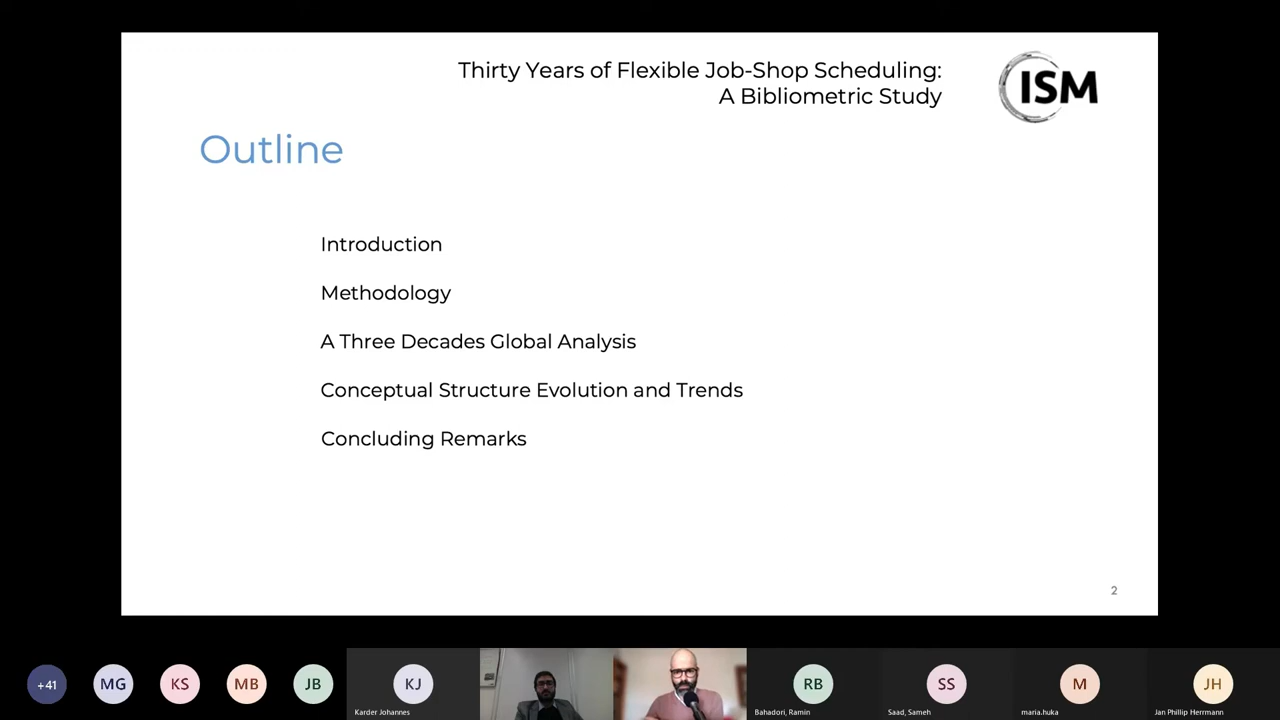 Thirty Years of Flexible Job-Shop Scheduling:
A Bibliometric Study
ISM
Outline
Introduction
Methodology
A Three Decades Global Analysis
Conceptual Structure Evolution and Trends
Concluding Remarks
2
+41
MG
KS
MB
JB
KJ
Karder Johannes
RB
Bahadori, Ramin
SS
Saad, Sameh
M
maria.huka
JH
Jan Phillip Herrmann